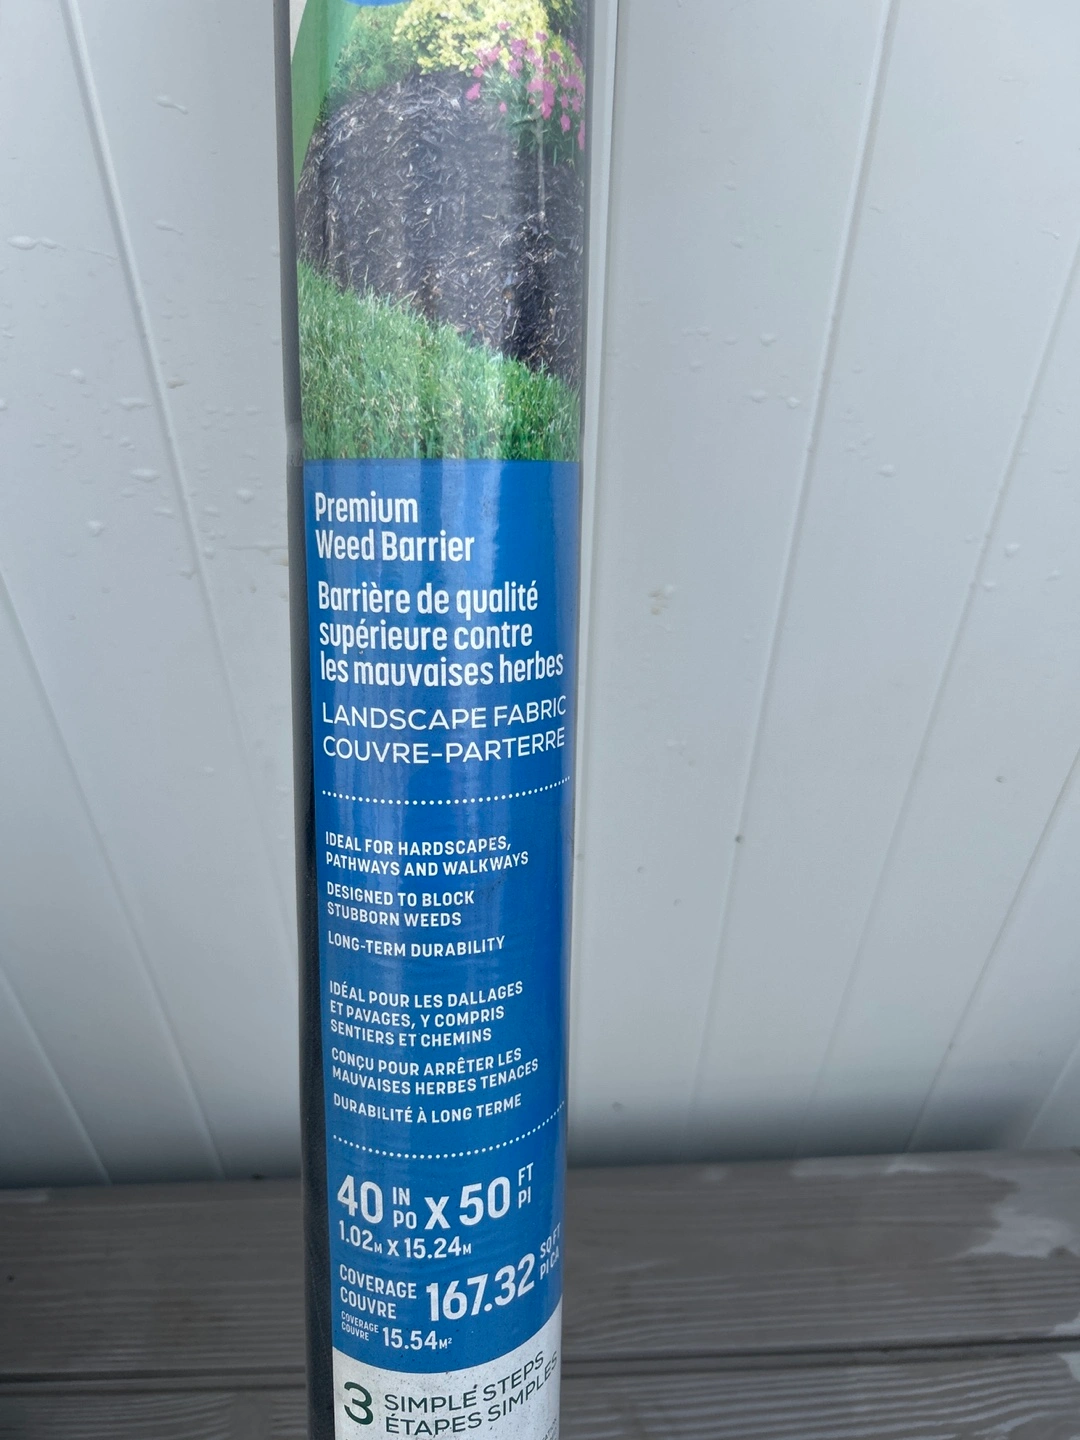 Premium
Weed Barrier
Barrière de qualité
supérieure contre
les mauvaises herbes
LANDSCAPE FABRIC
COUVRE-PARTERRE
IDEAL FOR HARDSCAPES,
PATHWAYS AND WALKWAYS
DESIGNED TO BLOCK
STUBBORN WEEDS
LONG-TERM DURABILITY
IDÉAL POUR LES DALLAGES
ET PAVAGES, Y COMPRIS
SENTIERS ET CHEMINS
CONÇU POUR ARRÊTER LES
MAUVAISES HERBES TENACES
DURABILITÉ À LONG TERME
40 IN PO X 50 FT PI
1.02M X 15.24M
COVERAGE COUVRE 167.32 SQ FT PI CA
COVERAGE COUVRE 15.54M²
3 SIMPLE STEPS
ÉTAPES SIMPLES